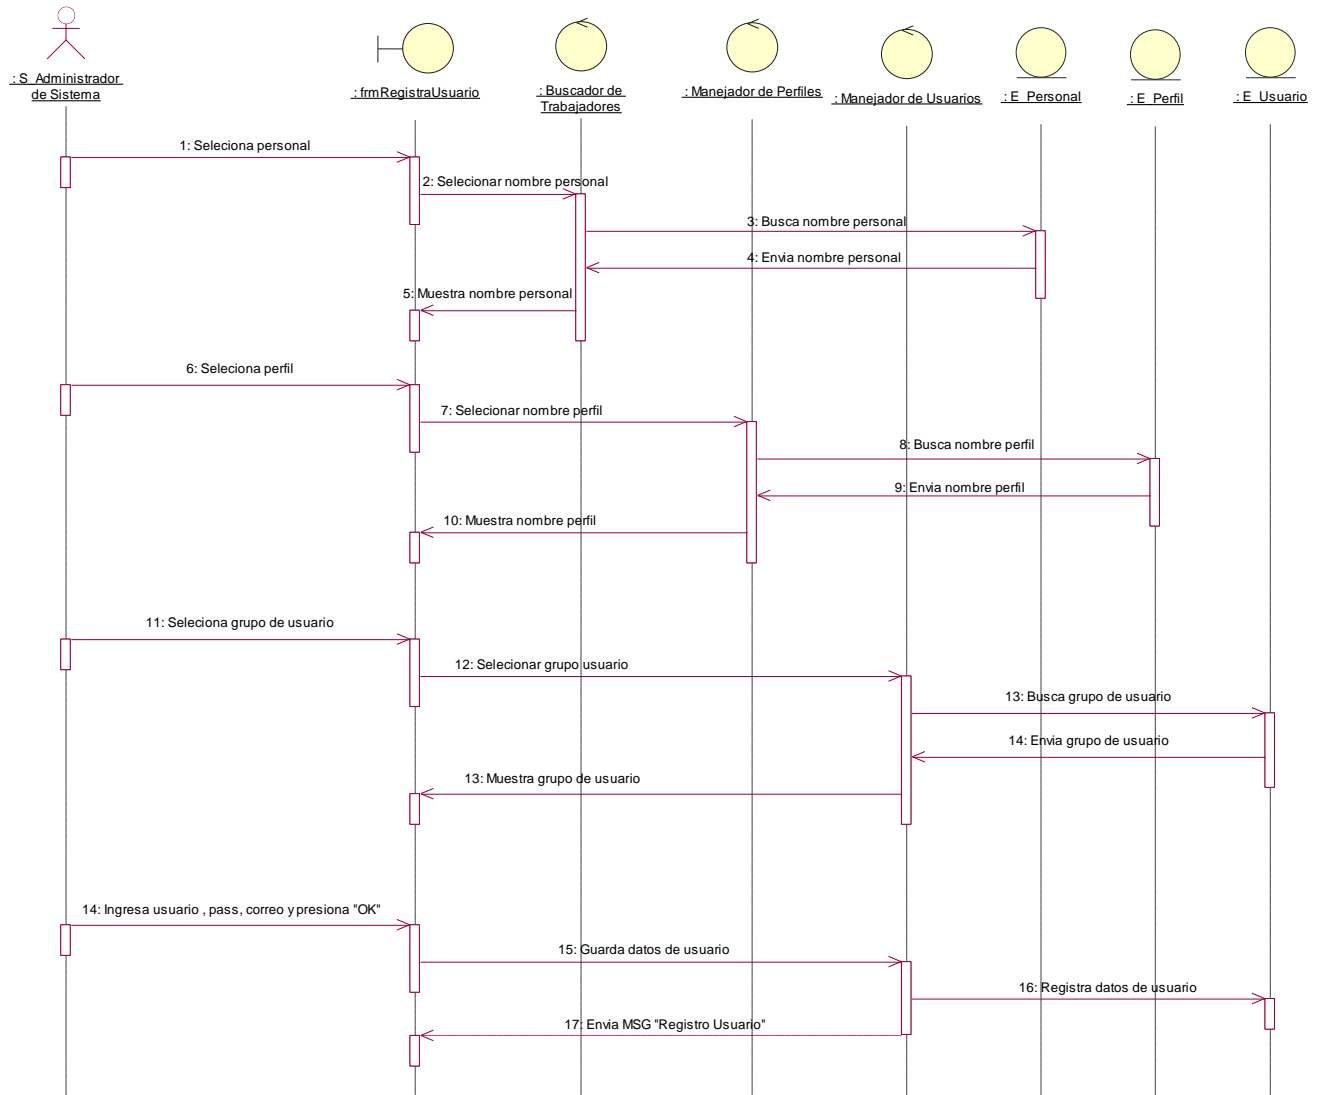 : S_Administrador
de Sistema
: frmRegistraUsuario
: Buscador de
Trabajadores
: Manejador de Perfiles
: Manejador de Usuarios
: E_Personal
: E_Perfil
: E_Usuario
1: Seleciona personal
2: Selecionar nombre personal
3: Busca nombre personal
4: Envia nombre personal
5: Muestra nombre personal
6: Seleciona perfil
7: Selecionar nombre perfil
8: Busca nombre perfil
9: Envia nombre perfil
10: Muestra nombre perfil
11: Seleciona grupo de usuario
12: Selecionar grupo usuario
13: Busca grupo de usuario
14: Envia grupo de usuario
13: Muestra grupo de usuario
14: Ingresa usuario , pass, correo y presiona "OK"
15: Guarda datos de usuario
16: Registra datos de usuario
17: Envia MSG "Registro Usuario"